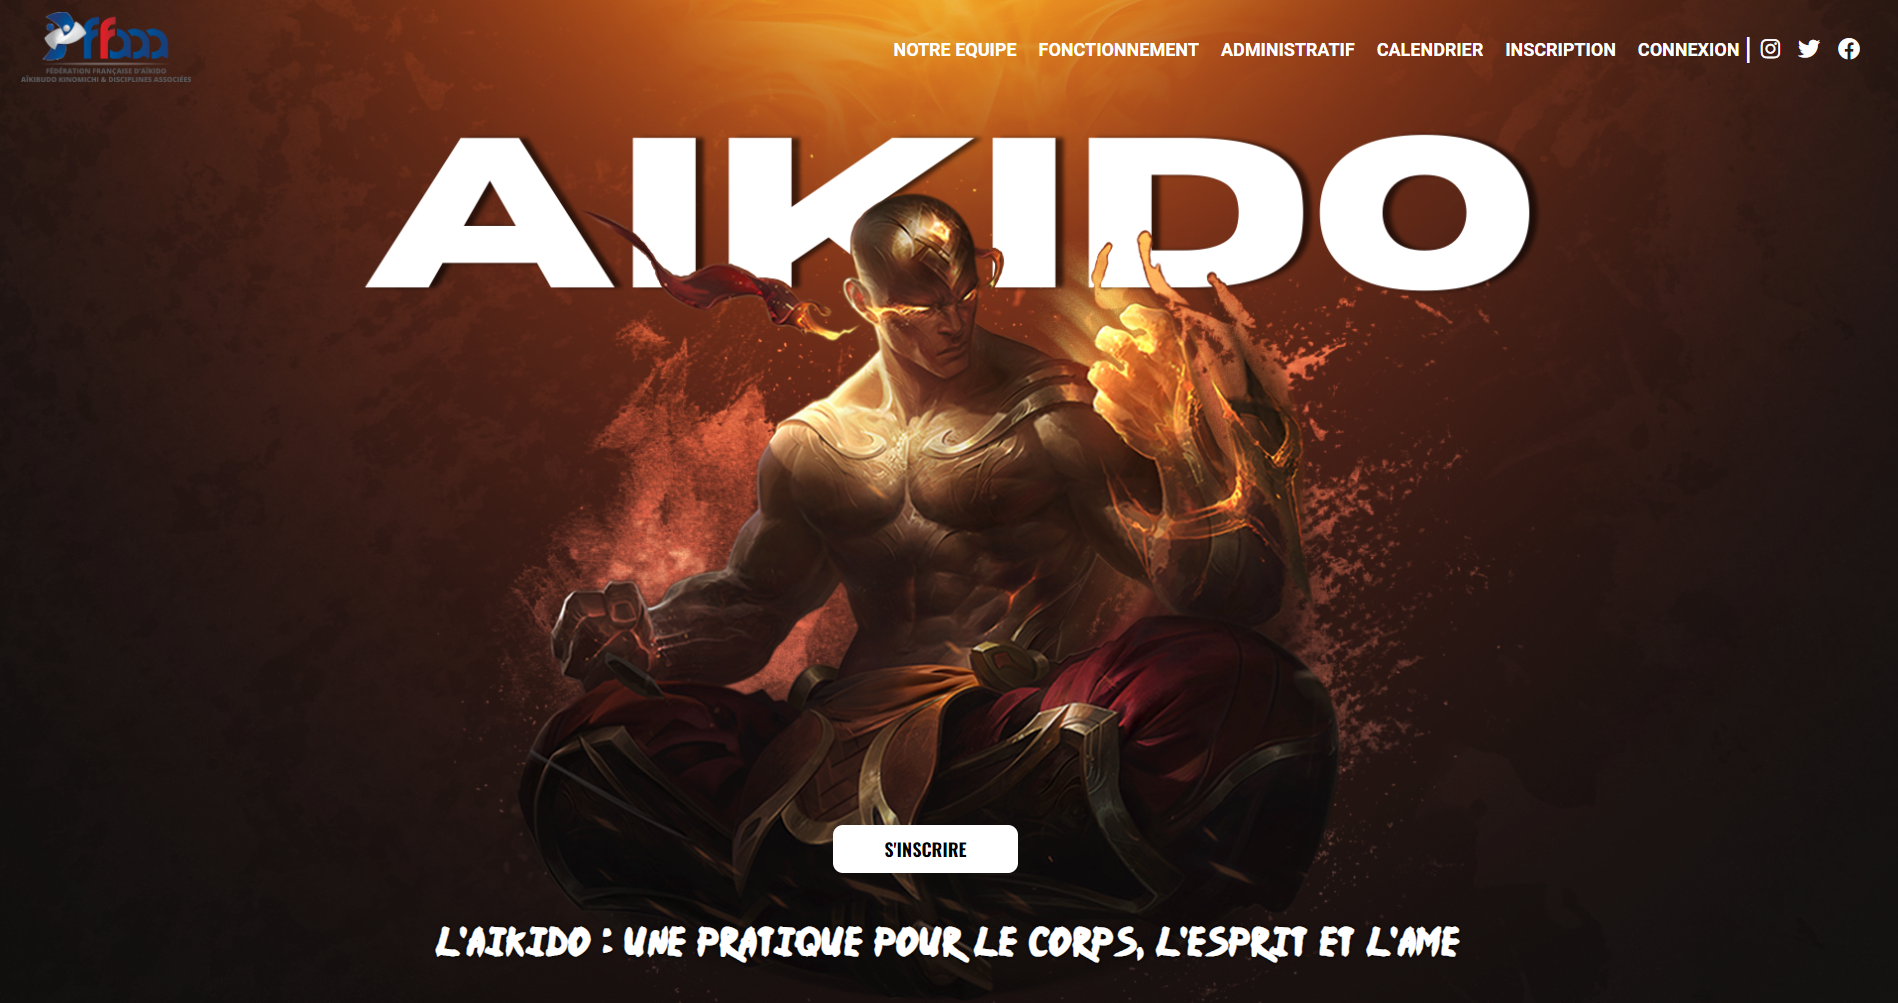 ffaaa
FÉDÉRATION FRANÇAISE D'AÏKIDO
AÏKIBUDO KINOMICHI & DISCIPLINES ASSOCIÉES
NOTRE EQUIPE FONCTIONNEMENT ADMINISTRATIF CALENDRIER INSCRIPTION CONNEXION
AIKIDO
S'INSCRIRE
L'AIKIDO : UNE PRATIQUE POUR LE CORPS, L'ESPRIT ET L'AME